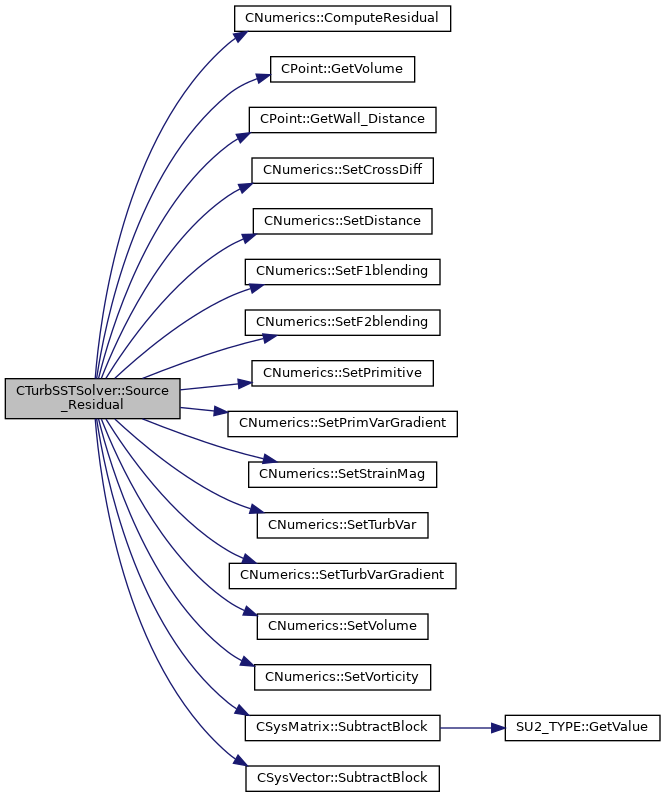 CNumerics::ComputeResidual
CPoint::GetVolume
CPoint::GetWall_Distance
CNumerics::SetCrossDiff
CNumerics::SetDistance
CNumerics::SetF1blending
CNumerics::SetF2blending
CNumerics::SetPrimitive
CTurbSSTSolver::Source
_Residual
CNumerics::SetPrimVarGradient
CNumerics::SetStrainMag
CNumerics::SetTurbVar
CNumerics::SetTurbVarGradient
CNumerics::SetVolume
CNumerics::SetVorticity
CSysMatrix::SubtractBlock
SU2_TYPE::GetValue
CSysVector::SubtractBlock